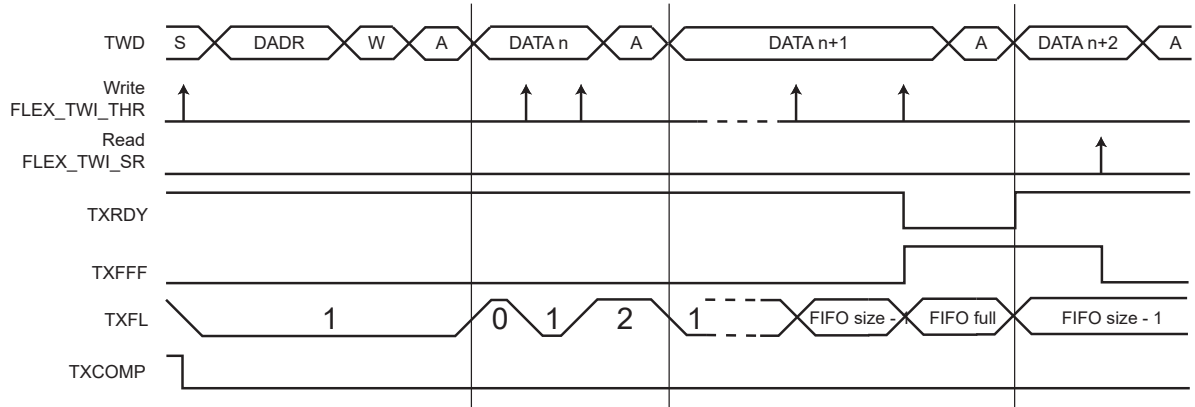 TWD S DADR W A DATA n A DATA n+1 A DATA n+2 A
Write
FLEX_TWI_THR
Read
FLEX_TWI_SR
TXRDY
TXFFF
TXFL 1 0 1 2 1 FIFO size - 1 FIFO full FIFO size - 1
TXCOMP